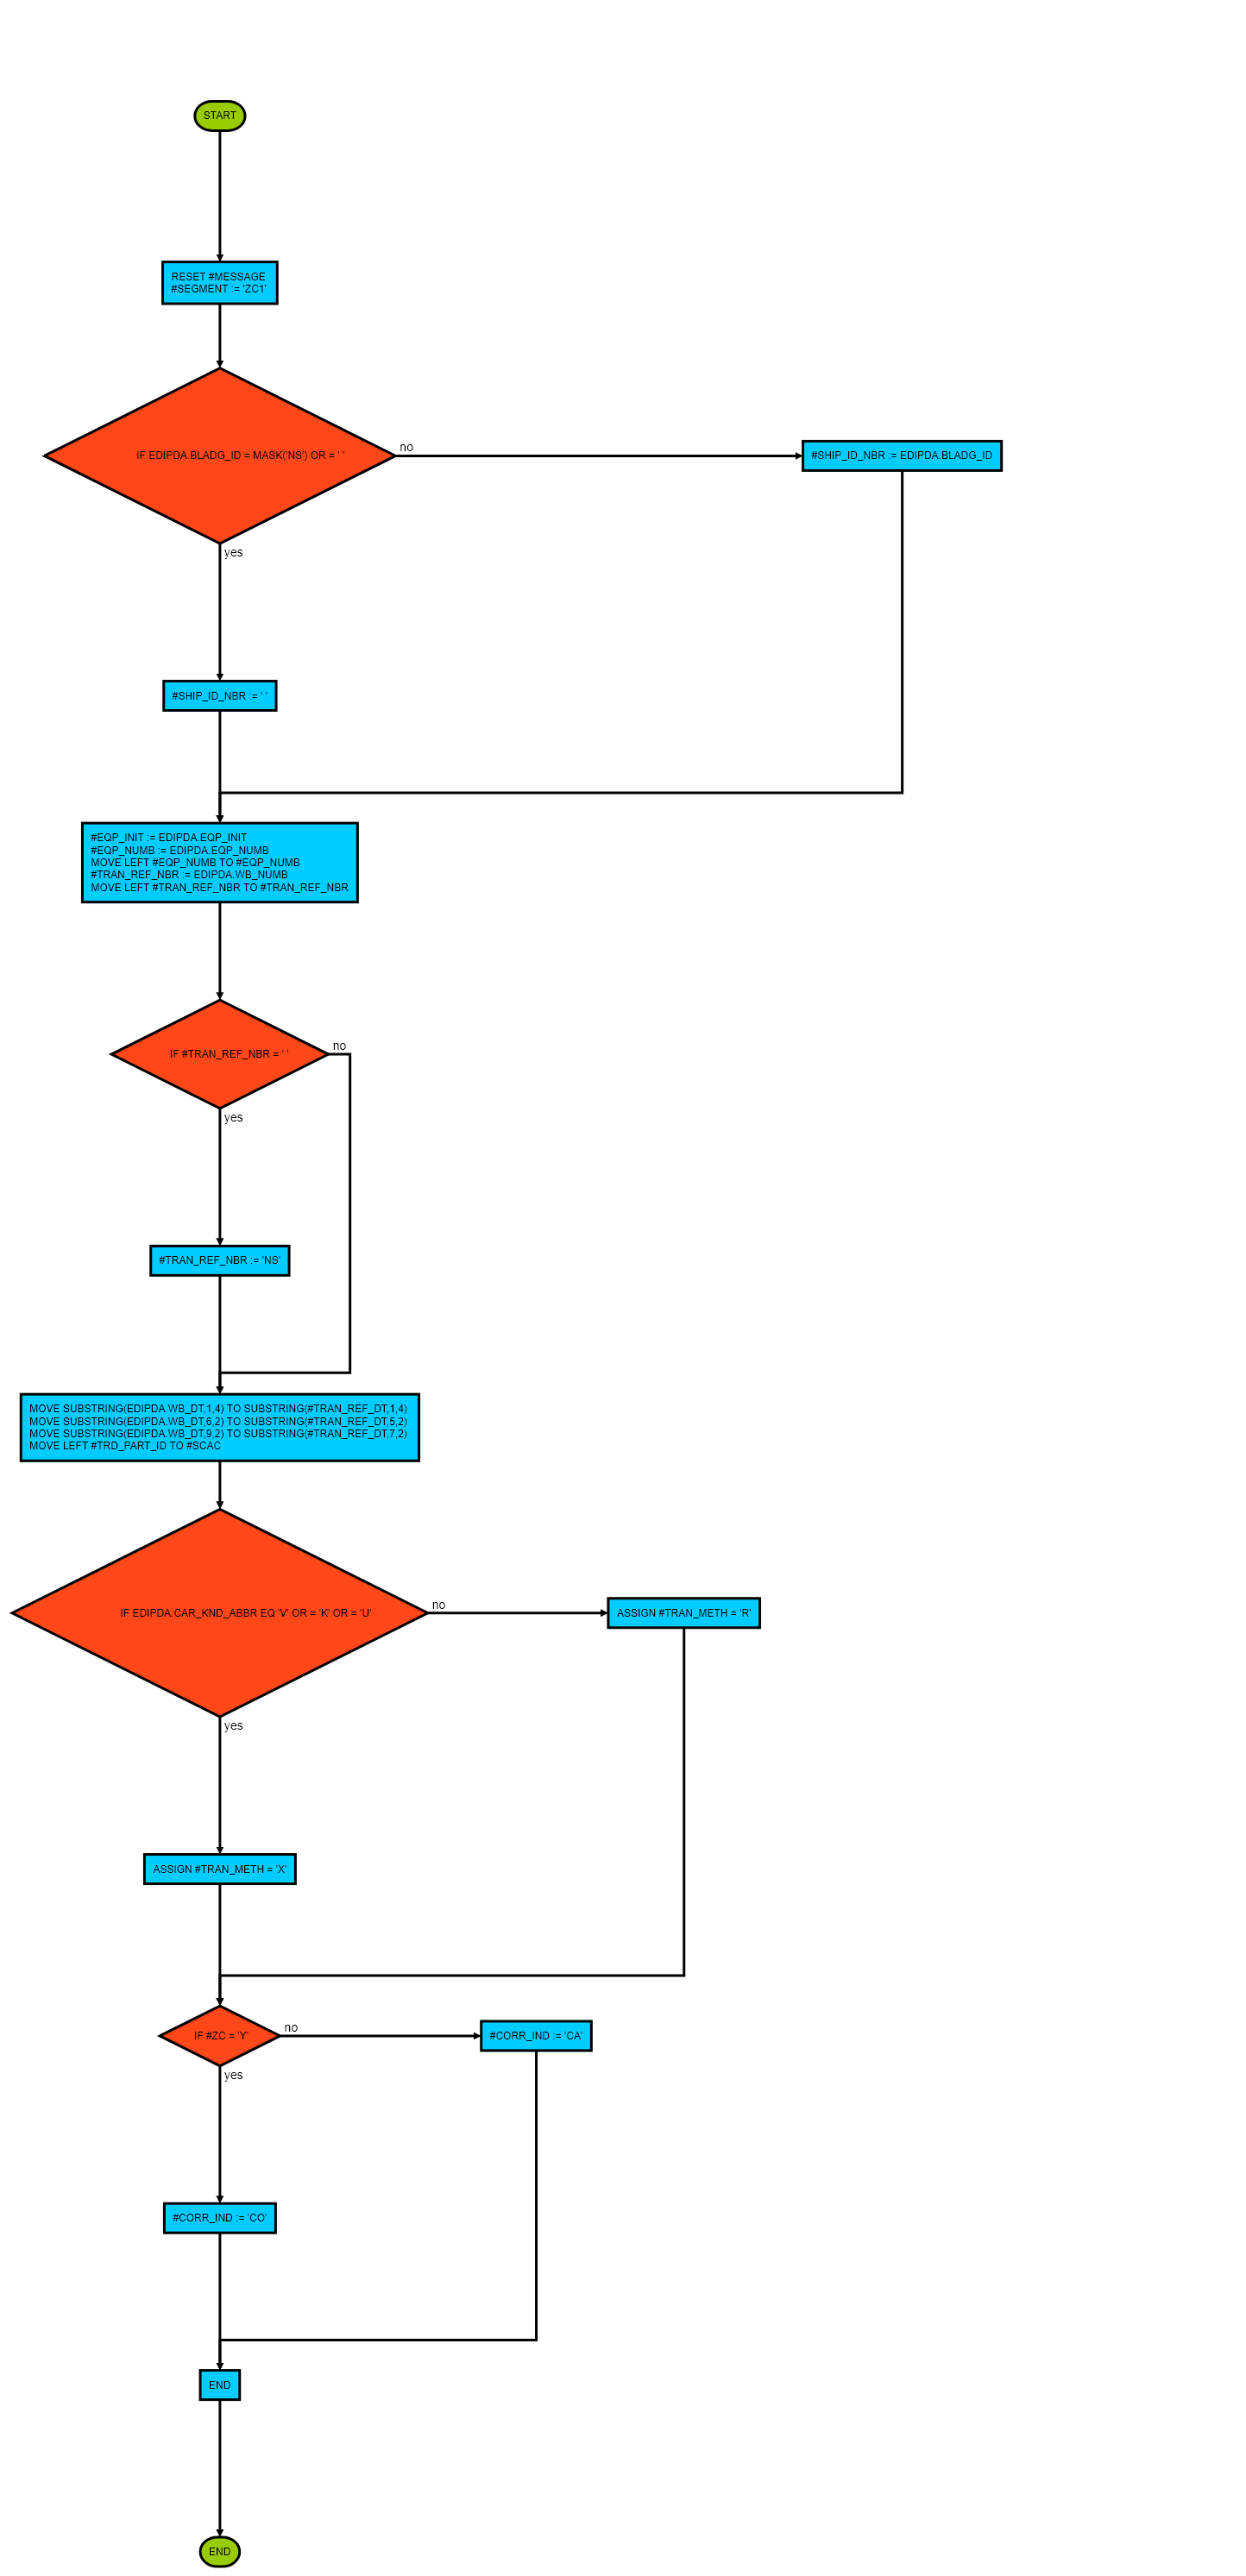 START
RESET #MESSAGE
#SEGMENT := 'ZC1'
IF EDIPDA.BLADG_ID = MASK('NS') OR = ' '
no
#SHIP_ID_NBR := EDIPDA.BLADG_ID
yes
#SHIP_ID_NBR := ' '
#EQP_INIT := EDIPDA.EQP_INIT
#EQP_NUMB := EDIPDA.EQP_NUMB
MOVE LEFT #EQP_NUMB TO #EQP_NUMB
#TRAN_REF_NBR := EDIPDA.WB_NUMB
MOVE LEFT #TRAN_REF_NBR TO #TRAN_REF_NBR
IF #TRAN_REF_NBR = ' '
no
yes
#TRAN_REF_NBR := 'NS'
MOVE SUBSTRING(EDIPDA.WB_DT,1,4) TO SUBSTRING(#TRAN_REF_DT,1,4)
MOVE SUBSTRING(EDIPDA.WB_DT,6,2) TO SUBSTRING(#TRAN_REF_DT,5,2)
MOVE SUBSTRING(EDIPDA.WB_DT,9,2) TO SUBSTRING(#TRAN_REF_DT,7,2)
MOVE LEFT #TRD_PART_ID TO #SCAC
IF EDIPDA.CAR_KND_ABBR EQ 'V' OR = 'K' OR = 'U'
no
ASSIGN #TRAN_METH = 'R'
yes
ASSIGN #TRAN_METH = 'X'
IF #ZC = 'Y'
no
#CORR_IND := 'CA'
yes
#CORR_IND := 'CO'
END
END